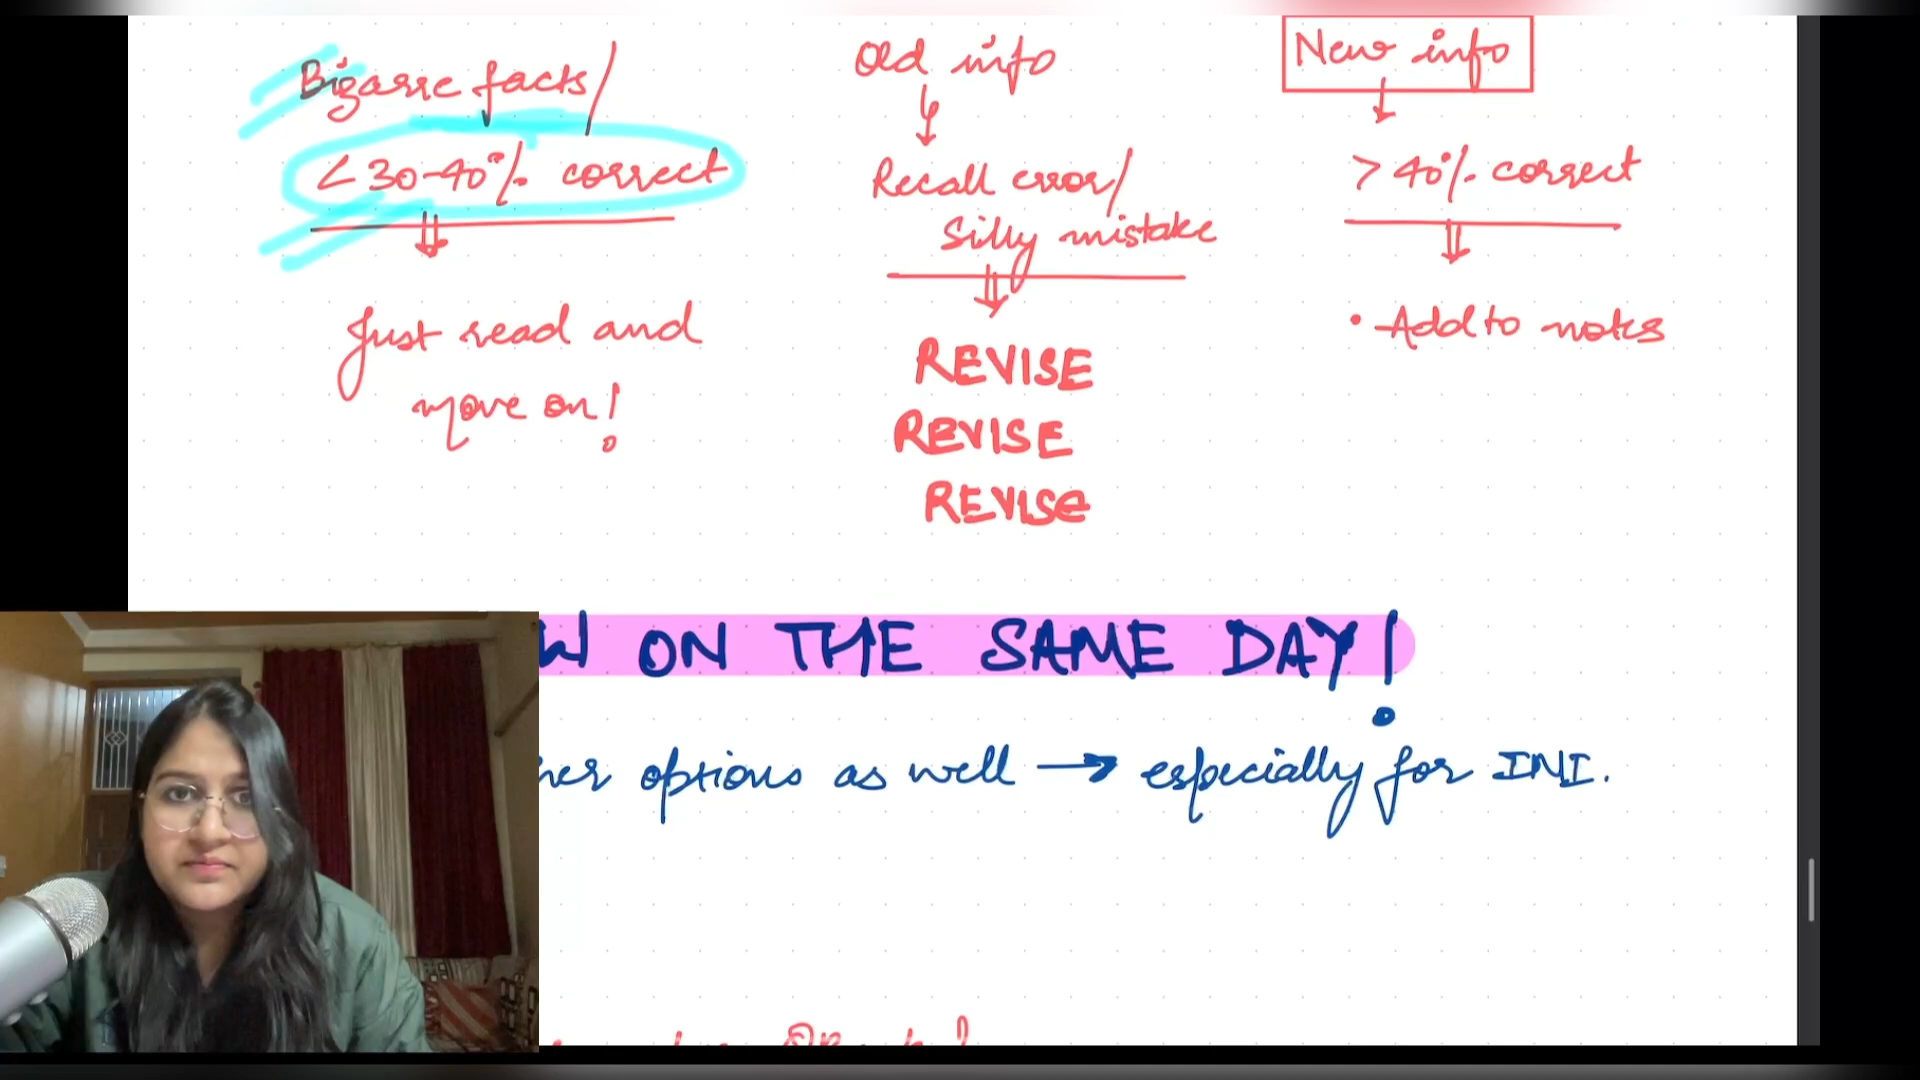 Bizarre facts/
< 30-40% correct
Just read and
move on!
Old info
Recall error/
Silly mistake
REVISE
REVISE
REVISE
New info
> 40% correct
• Add to notes
ON THE SAME DAY!
options as well → especially for INI.